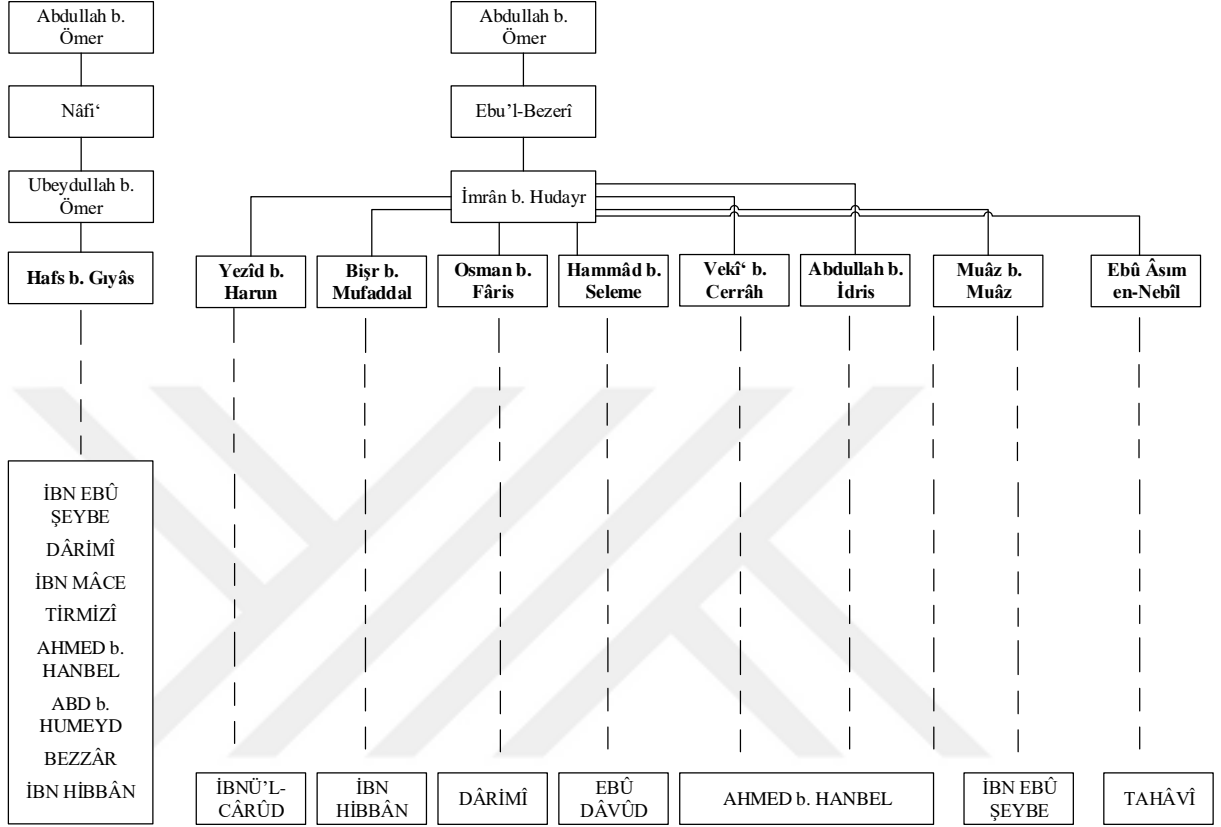 Abdullah b.
Ömer
Nâfi‘
Ubeydullah b.
Ömer
Hafs b. Gıyâs
İBN EBÛ
ŞEYBE
DÂRİMÎ
İBN MÂCE
TİRMİZÎ
AHMED b.
HANBEL
ABD b.
HUMEYD
BEZZÂR
İBN HİBBÂN
Abdullah b.
Ömer
Ebu’l-Bezerî
İmrân b. Hudayr
Yezîd b.
Harun
Bişr b.
Mufaddal
Osman b.
Fâris
Hammâd b.
Seleme
Vekî‘ b.
Cerrâh
Abdullah b.
İdris
Muâz b.
Muâz
Ebû Âsım
en-Nebîl
İBNÜ’L-
CÂRÛD
İBN
HİBBÂN
DÂRİMÎ
EBÛ
DÂVÛD
AHMED b. HANBEL
İBN EBÛ
ŞEYBE
TAHÂVÎ